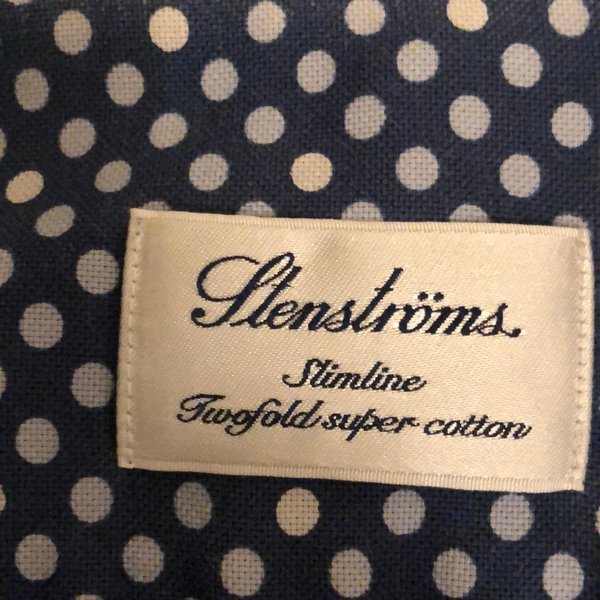 Stenströms.
Slimline
Twofold super cotton